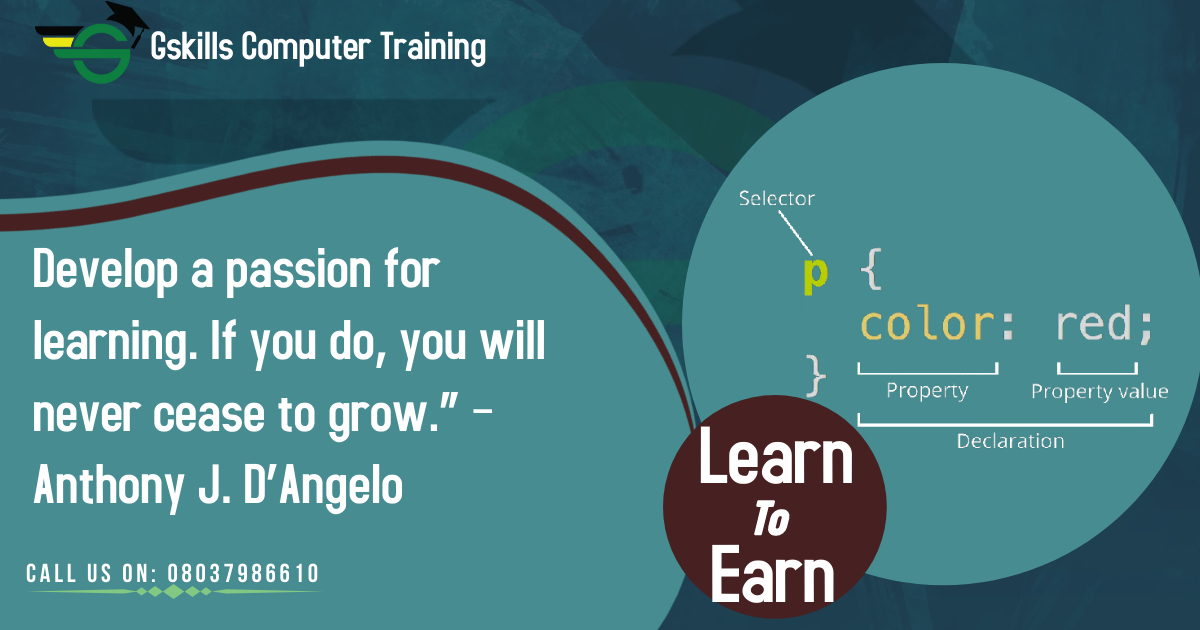 Gskills Computer Training
Develop a passion for
learning. If you do, you will
never cease to grow.” –
Anthony J. D’Angelo
CALL US ON: 08037986610
Selector
p {
color: red;
}
Property
Property value
Declaration
Learn
To
Earn